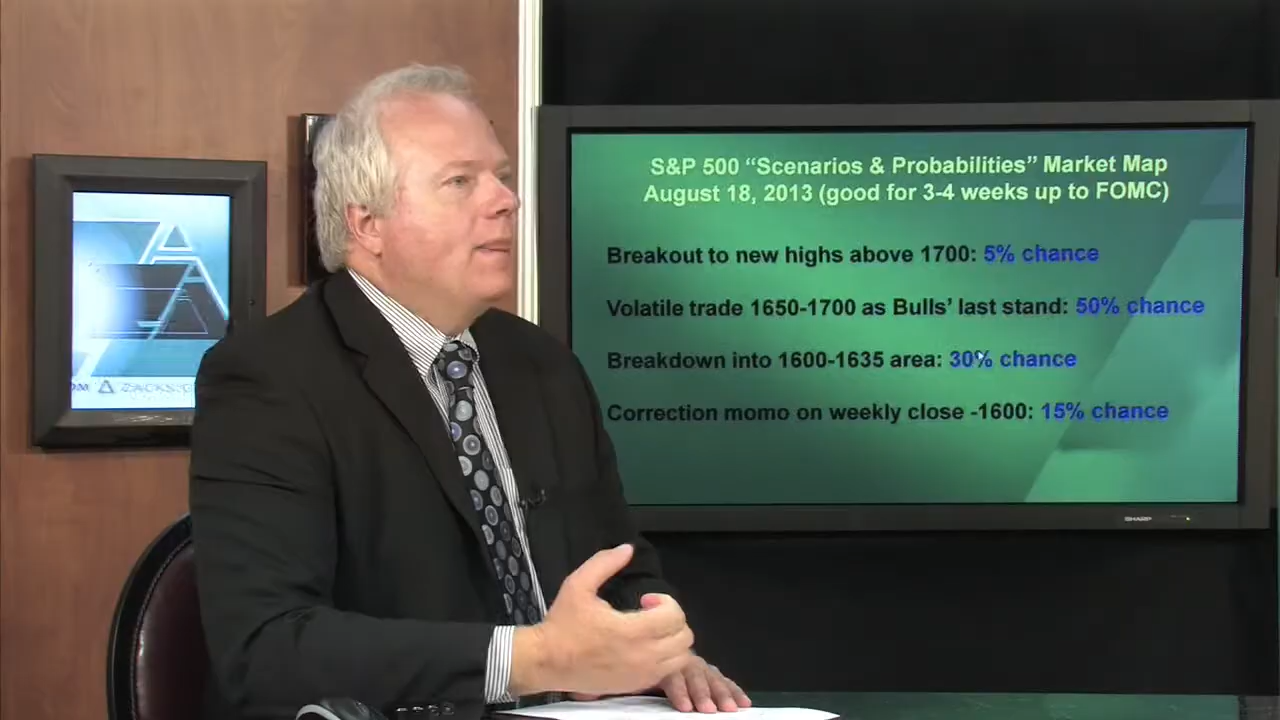 S&P 500 “Scenarios & Probabilities” Market Map
August 18, 2013 (good for 3-4 weeks up to FOMC)
Breakout to new highs above 1700: 5% chance
Volatile trade 1650-1700 as Bulls’ last stand: 50% chance
Breakdown into 1600-1635 area: 30% chance
Correction momo on weekly close -1600: 15% chance
SHARP